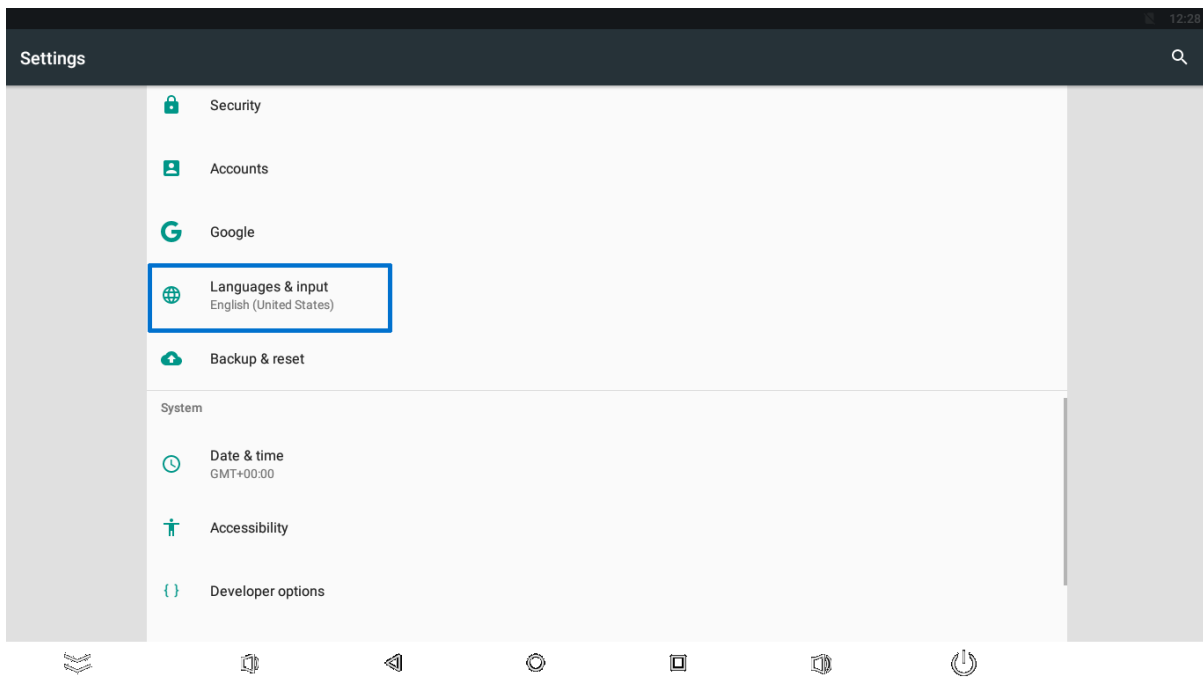 12:28
Settings
Security
Accounts
Google
Languages & input
English (United States)
Backup & reset
System
Date & time
GMT+00:00
Accessibility
{ } Developer options